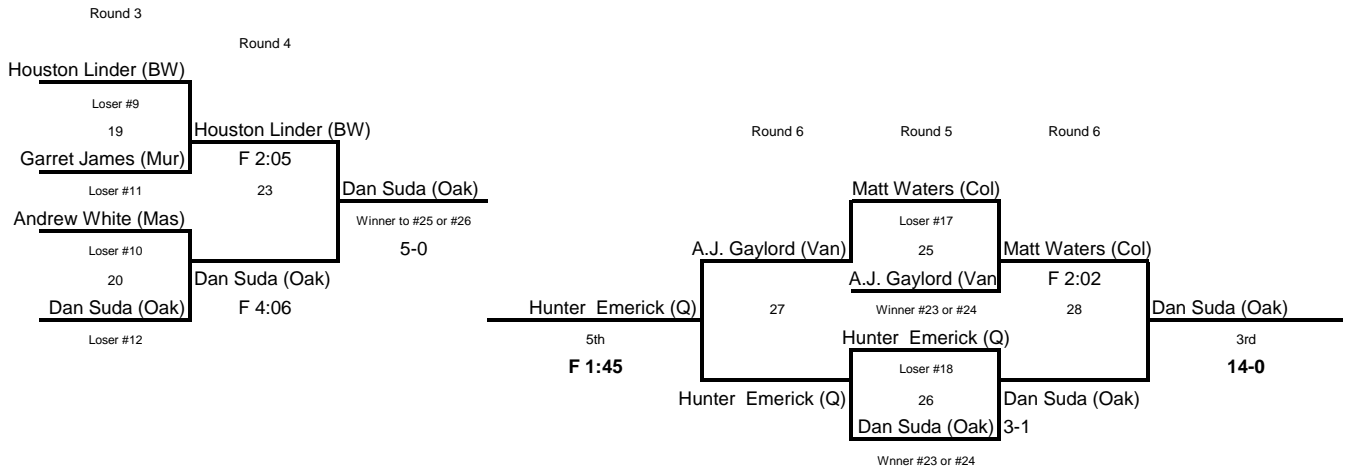 Round 3
Round 4
Houston Linder (BW)
Loser #9
19
Houston Linder (BW)
Garret James (Mur)
F 2:05
Loser #11
23
Dan Suda (Oak)
Andrew White (Mas)
Winner to #25 or #26
Loser #10
5-0
20
Dan Suda (Oak)
Dan Suda (Oak)
F 4:06
Loser #12
Round 6
Round 5
Round 6
Matt Waters (Col)
Loser #17
A.J. Gaylord (Van)
25
Matt Waters (Col)
A.J. Gaylord (Van
F 2:02
Hunter  Emerick (Q)
27
Winner #23 or #24
28
Dan Suda (Oak)
5th
Hunter  Emerick (Q)
3rd
F 1:45
Loser #18
14-0
Hunter  Emerick (Q)
26
Dan Suda (Oak)
Dan Suda (Oak)
3-1
Wnner #23 or #24